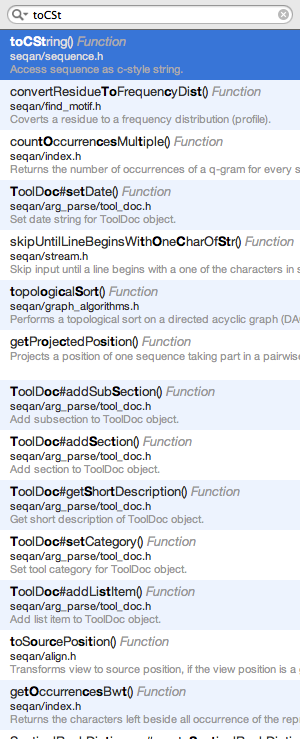 toCSt
toCString() Function
seqan/sequence.h
Access sequence as c-style string.
convertResidueToFrequencyDist() Function
seqan/find_motif.h
Coverts a residue to a frequency distribution (profile).
countOccurrencesMultiple() Function
seqan/index.h
Returns the number of occurrences of a q-gram for every s
ToolDoc#setDate() Function
seqan/arg_parse/tool_doc.h
Set date string for ToolDoc object.
skipUntilLineBeginsWithOneCharOfStr() Function
seqan/stream.h
Skip input until a line begins with a one of the characters in s
topologicalSort() Function
seqan/graph_algorithms.h
Performs a topological sort on a directed acyclic graph (DA
getProjectedPosition() Function
Projects a position of one sequence taking part in a pairwise
ToolDoc#addSubSection() Function
seqan/arg_parse/tool_doc.h
Add subsection to ToolDoc object.
ToolDoc#addSection() Function
seqan/arg_parse/tool_doc.h
Add section to ToolDoc object.
ToolDoc#getShortDescription() Function
seqan/arg_parse/tool_doc.h
Get short description of ToolDoc object.
ToolDoc#setCategory() Function
seqan/arg_parse/tool_doc.h
Set tool category for ToolDoc object.
ToolDoc#addListItem() Function
seqan/arg_parse/tool_doc.h
Add list item to ToolDoc object.
toSourcePosition() Function
seqan/align.h
Transforms view to source position, if the view position is a
getOccurrencesBwt() Function
seqan/index.h
Returns the characters left beside all occurrence of the rep